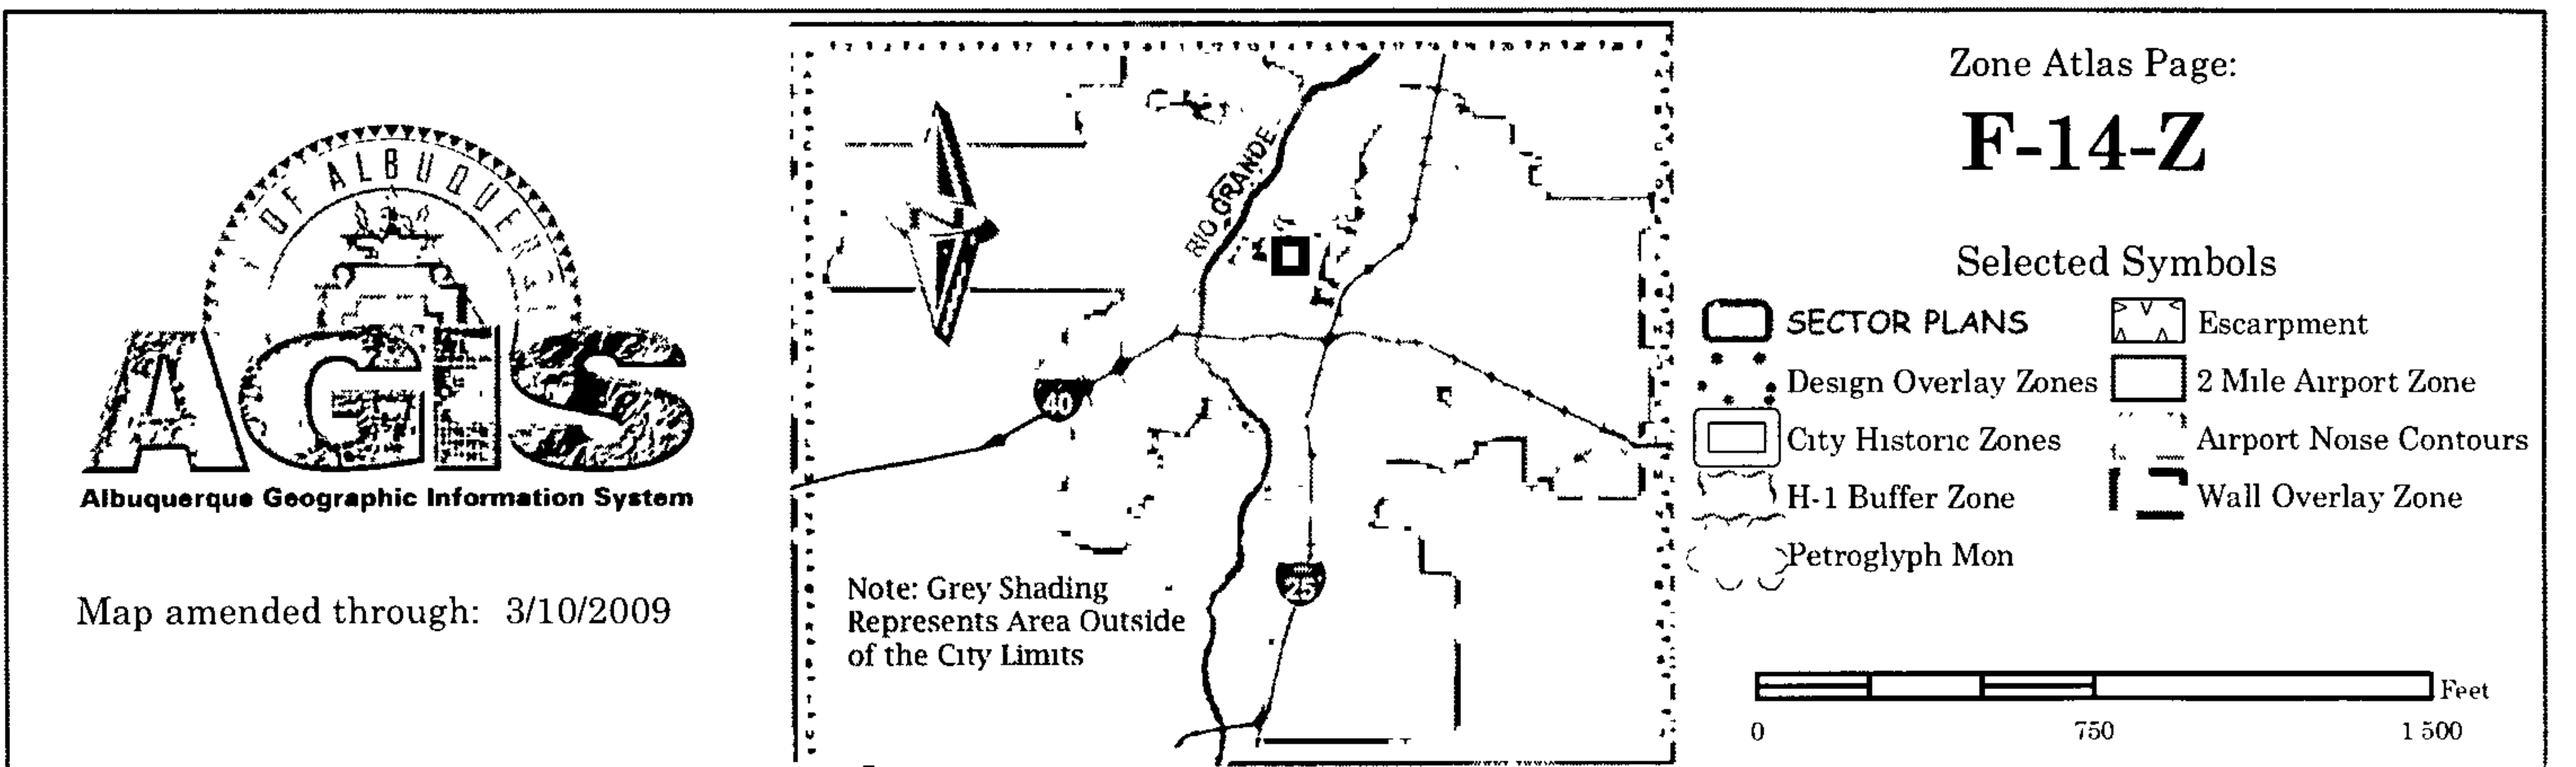 OF ALBUQUERQUE
AGIS
Albuquerque Geographic Information System
Map amended through: 3/10/2009
RIO GRANDE
40
25
Note: Grey Shading
Represents Area Outside
of the City Limits
Zone Atlas Page:
F-14-Z
Selected Symbols
SECTOR PLANS
Design Overlay Zones
City Historic Zones
H-1 Buffer Zone
Petroglyph Mon
Escarpment
2 Mile Airport Zone
Airport Noise Contours
Wall Overlay Zone
Feet
0 750 1 500